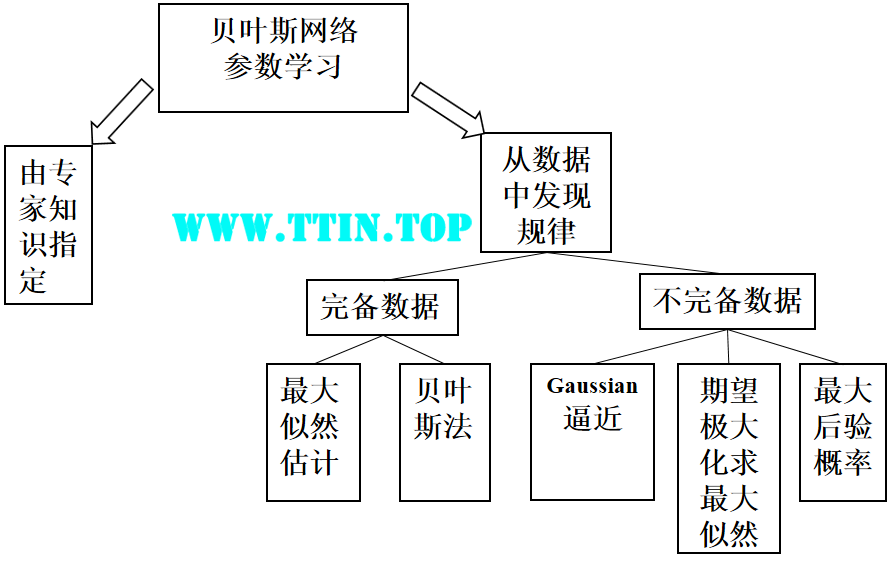 贝叶斯网络
参数学习
由专
家知
识指
定
从数据
中发现
规律
WWW.TTIN.TOP
完备数据
不完备数据
最大
似然
估计
贝叶
斯法
Gaussian
逼近
期望
极大
化求
最大
似然
最大
后验
概率